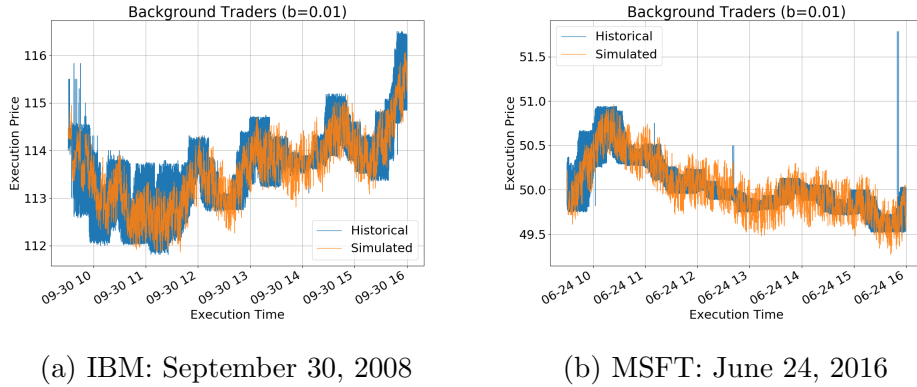 Background Traders (b=0.01)
Execution Price
116
115
114
113
112
Historical
Simulated
09-30 10
09-30 11
09-30 12
09-30 13
09-30 14
09-30 15
09-30 16
Execution Time
(a) IBM: September 30, 2008
Background Traders (b=0.01)
Execution Price
51.5
51.0
50.5
50.0
49.5
Historical
Simulated
06-24 10
06-24 11
06-24 12
06-24 13
06-24 14
06-24 15
06-24 16
Execution Time
(b) MSFT: June 24, 2016